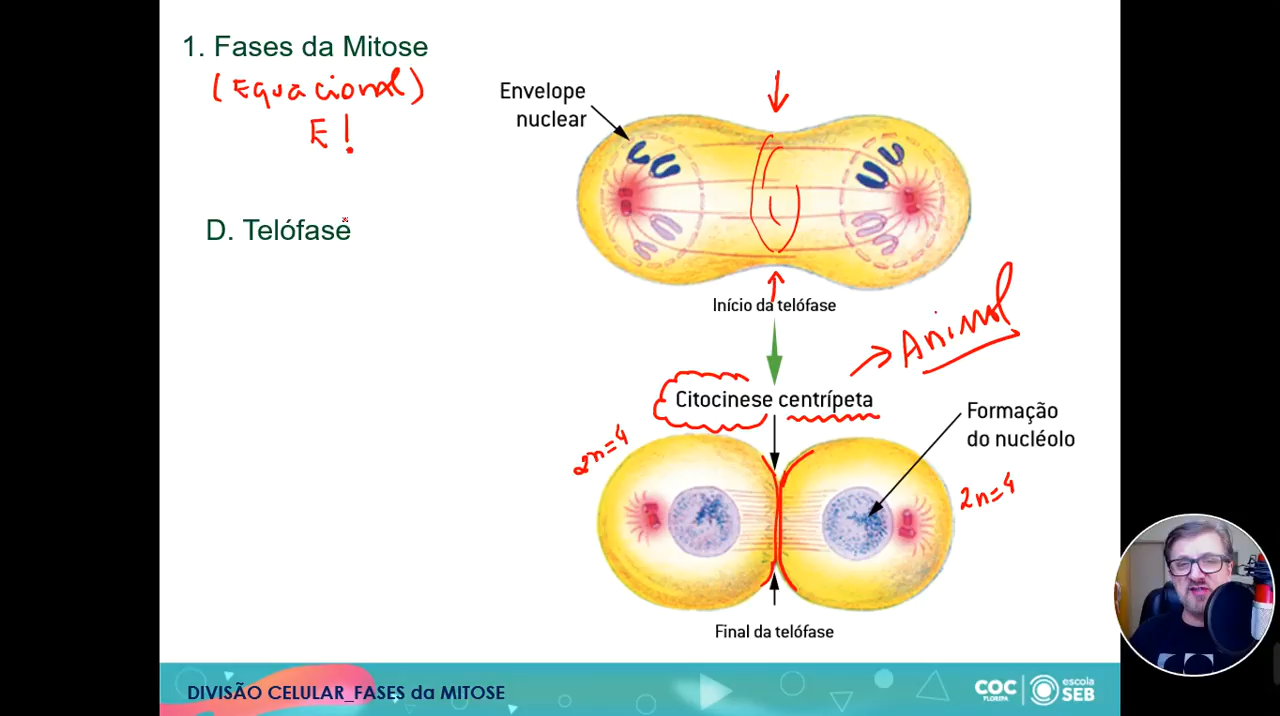 1. Fases da Mitose
(Equacional)
E!
D. Telófase
Envelope
nuclear
Início da telófase
Animal
Citocinese centrípeta
Formação
do nucléolo
2n=4
2n=4
Final da telófase
DIVISÃO CELULAR_FASES da MITOSE
COC
FLORIPA
escola
SEB